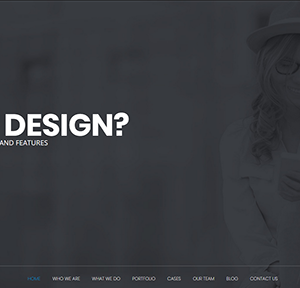 DESIGN?
AND FEATURES
HOME WHO WE ARE WHAT WE DO PORTFOLIO CASES OUR TEAM BLOG CONTACT US